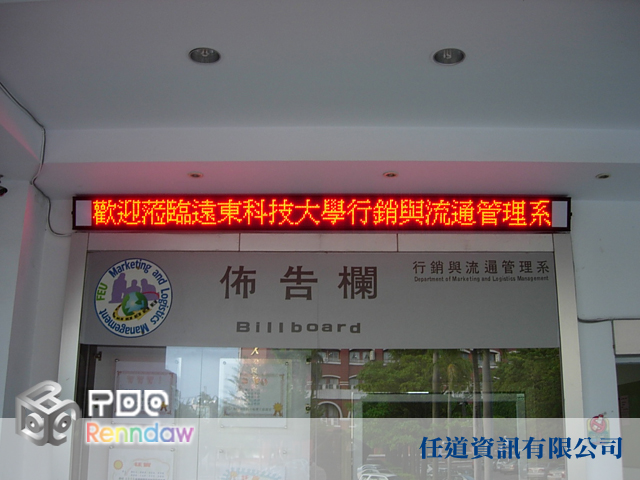 歡迎蒞臨遠東科技大學行銷與流通管理系
Marketing and Logistics Management FEU
佈告欄
Billboard
行銷與流通管理系
Department of Marketing and Logistics Management
Renndaw
任道資訊有限公司